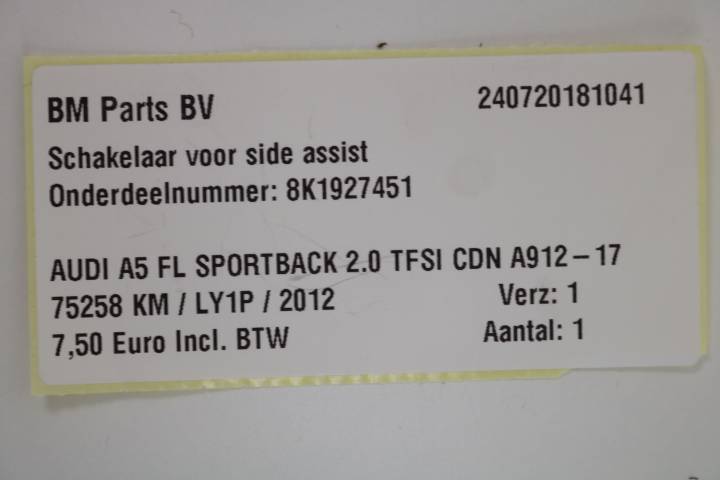 BM Parts BV 240720181041
Schakelaar voor side assist
Onderdeelnummer: 8K1927451
AUDI A5 FL SPORTBACK 2.0 TFSI CDN A912-17
75258 KM / LY1P / 2012 Verz: 1
7,50 Euro Incl. BTW Aantal: 1